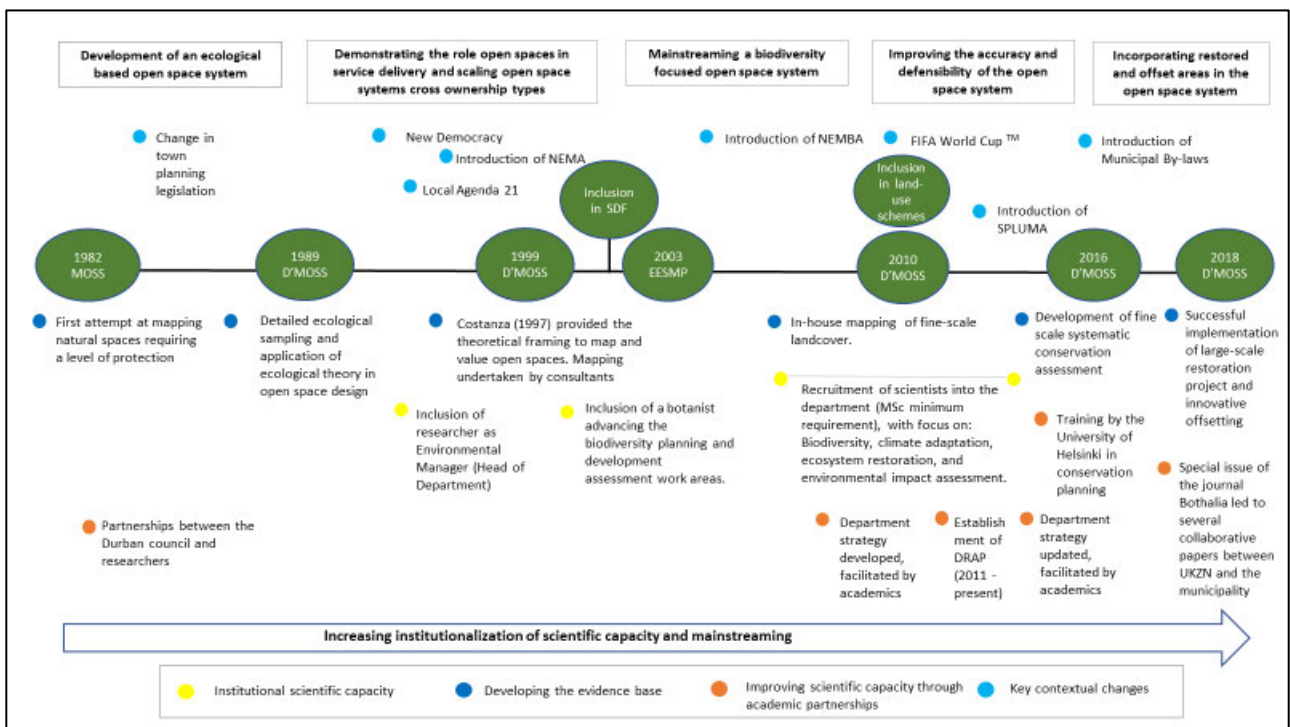 Development of an ecological
based open space system
Demonstrating the role open spaces in
service delivery and scaling open space
systems cross ownership types
Mainstreaming a biodiversity
focused open space system
Improving the accuracy and
defensibility of the open
space system
Incorporating restored
and offset areas in the
open space system
Change in
town
planning
legislation
New Democracy
Introduction of NEMA
Local Agenda 21
Inclusion
in SDF
Introduction of NEMBA
FIFA World Cup ™
Inclusion
in land-
use
schemes
Introduction of
SPLUMA
Introduction of
Municipal By-laws
1982
MOSS
1989
D'MOSS
1999
D'MOSS
2003
EESMP
2010
D'MOSS
2016
D'MOSS
2018
D'MOSS
First attempt at mapping
natural spaces requiring
a level of protection
Detailed ecological
sampling and
application of
ecological theory in
open space design
Costanza (1997) provided the
theoretical framing to map and
value open spaces. Mapping
undertaken by consultants
In-house mapping of fine-scale
landcover.
Development of fine
scale systematic
conservation
assessment
Successful
implementation
of large-scale
restoration
project and
innovative
offsetting
Inclusion of
researcher as
Environmental
Manager (Head of
Department)
Inclusion of a botanist
advancing the
biodiversity planning and
development
assessment work areas.
Recruitment of scientists into
the department (MSc minimum
requirement), with focus on:
Biodiversity, climate adaptation,
ecosystem restoration, and
environmental impact assessment.
Training by the
University of
Helsinki in
conservation
planning
Special issue of
the journal
Bothalia led to
several
collaborative
papers between
UKZN and the
municipality
Partnerships between the
Durban council and
researchers
Department
strategy
developed,
facilitated by
academics
Establish
ment of
DRAP
(2011 -
present)
Department
strategy
updated,
facilitated by
academics
Increasing institutionalization of scientific capacity and mainstreaming
Institutional scientific capacity
Developing the evidence base
Improving scientific capacity through
academic partnerships
Key contextual changes